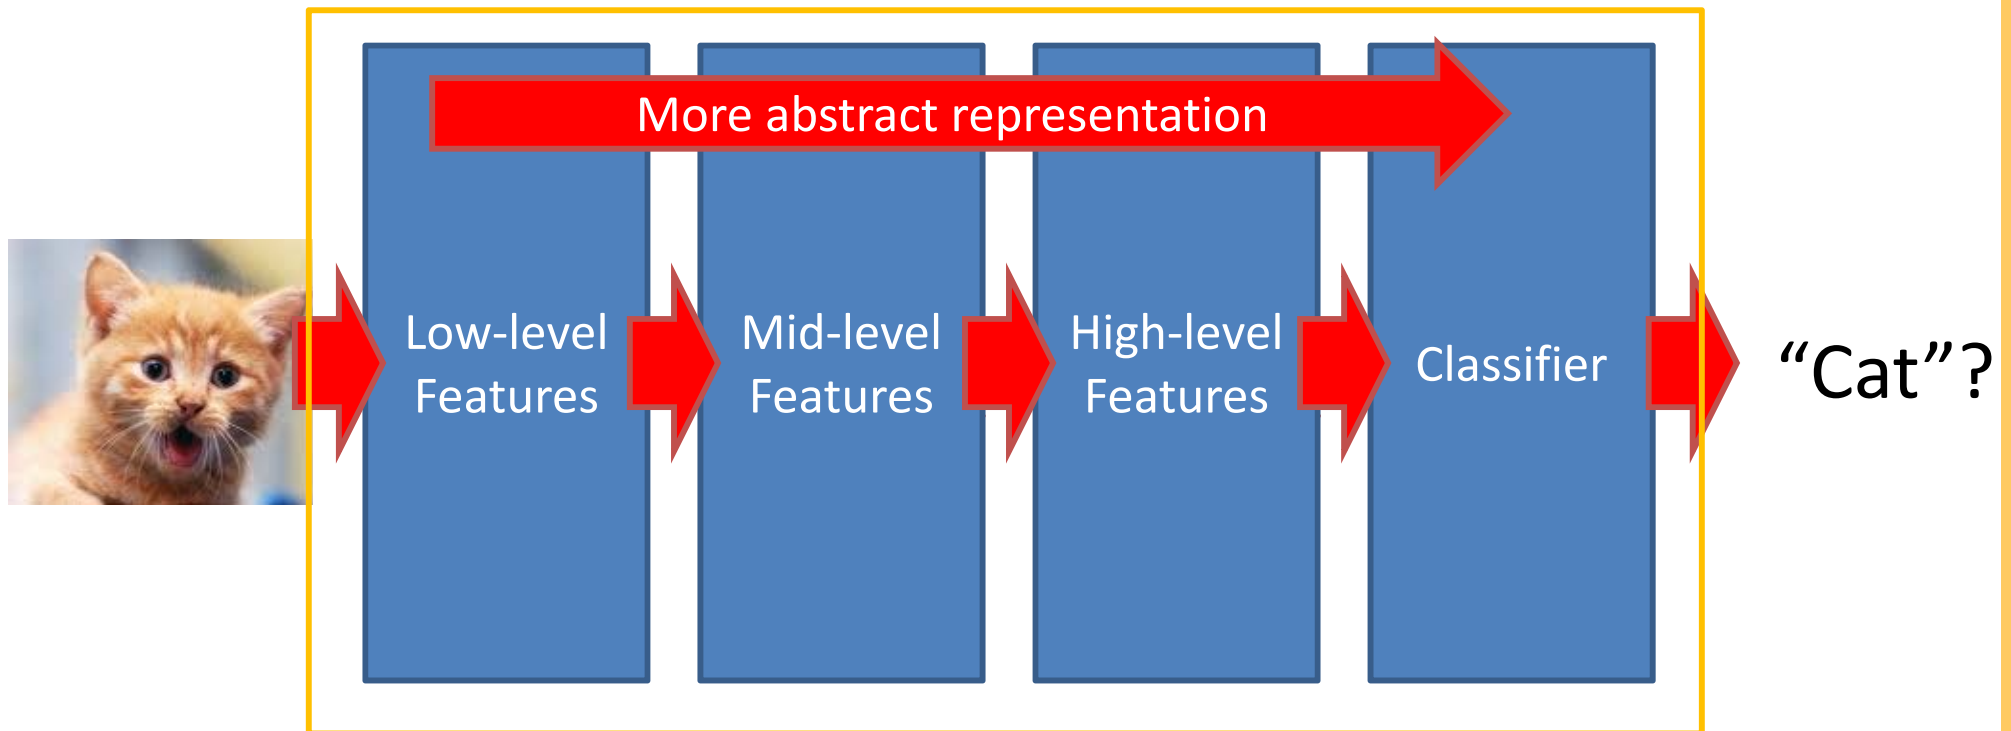 More abstract representation
Low-level
Features
Mid-level
Features
High-level
Features
Classifier
“Cat”?